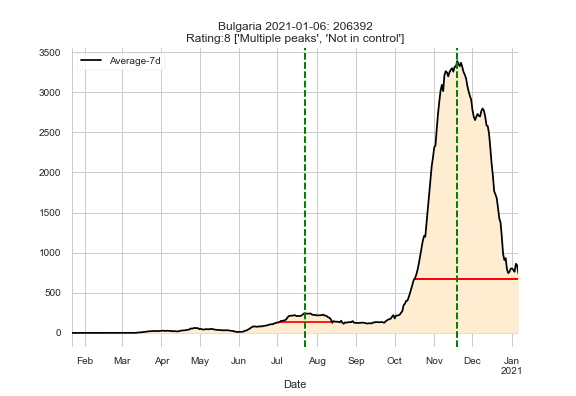 Bulgaria 2021-01-06: 206392
Rating:8 ['Multiple peaks', 'Not in control']
Average-7d
3500
3000
2500
2000
1500
1000
500
0
Feb Mar Apr May Jun Jul Aug Sep Oct Nov Dec Jan
2021
Date